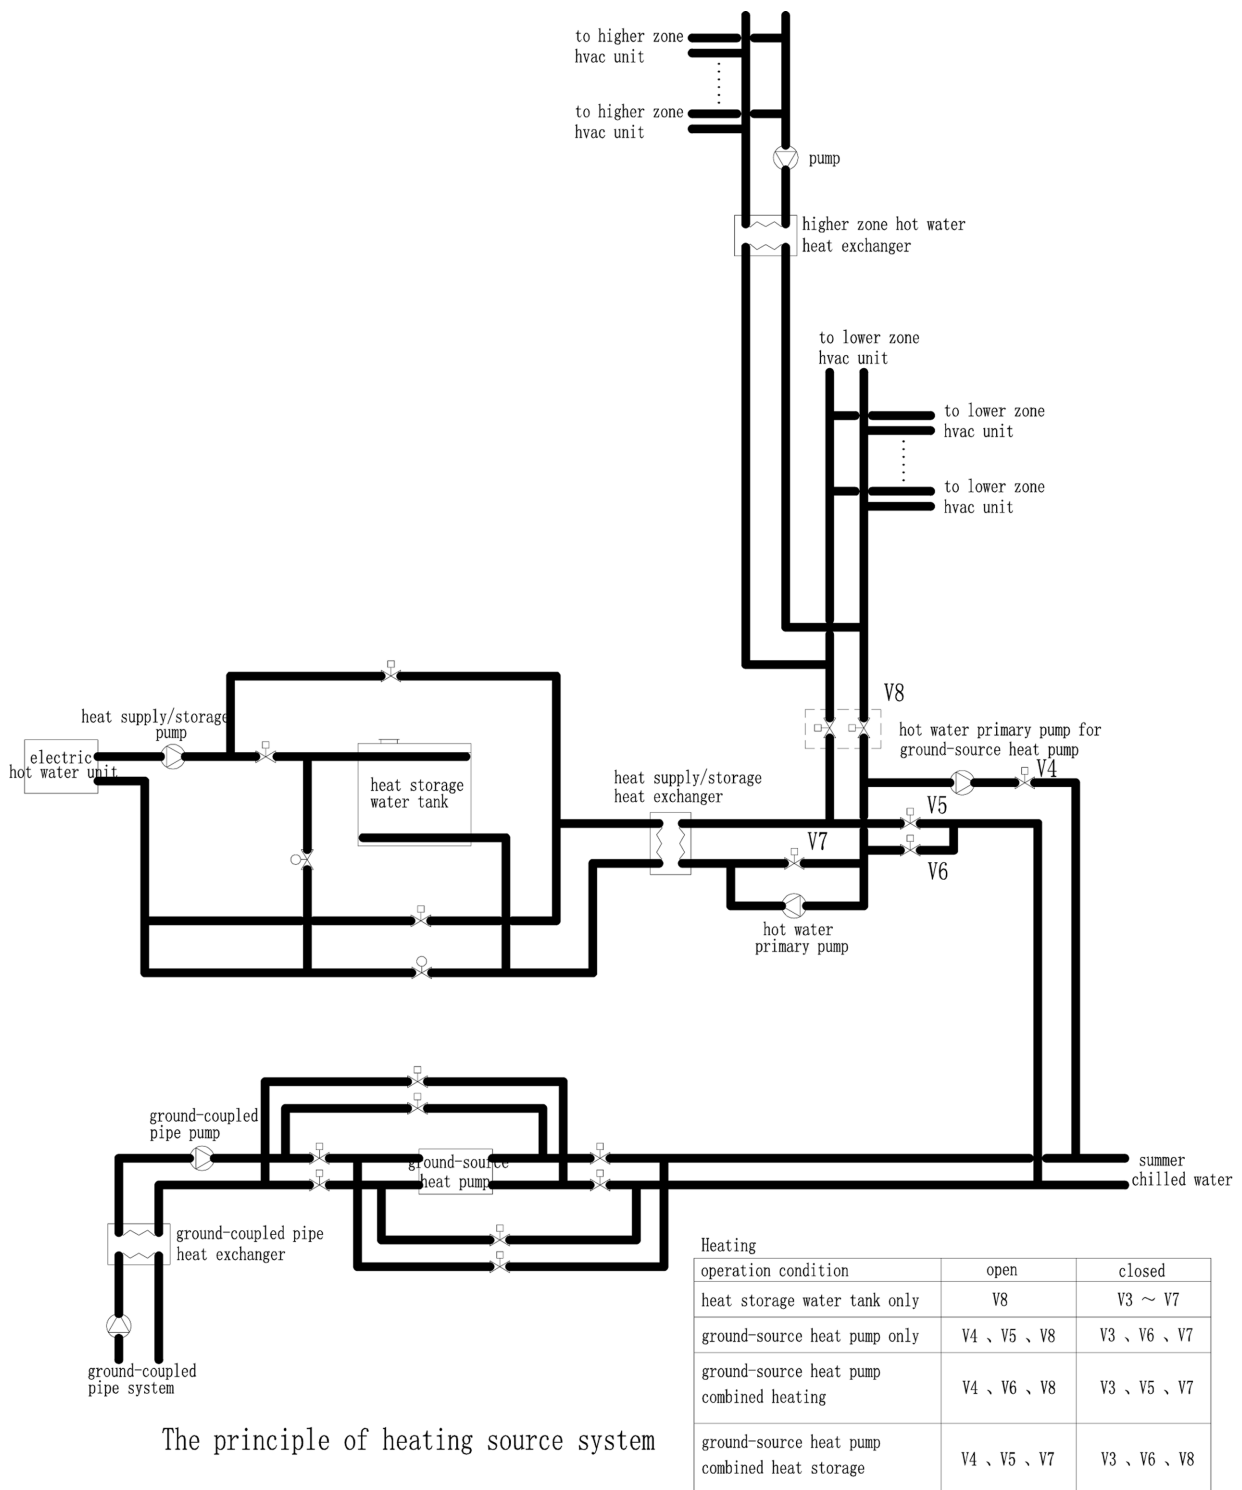 to higher zone
hvac unit
to higher zone
hvac unit
pump
higher zone hot water
heat exchanger
to lower zone
hvac unit
to lower zone
hvac unit
to lower zone
hvac unit
V8
heat supply/storage
pump
hot water primary pump for
ground-source heat pump
electric
hot water unit
heat storage
water tank
heat supply/storage
heat exchanger
V4
V5
V7
V6
hot water
primary pump
ground-coupled
pipe pump
ground-source
heat pump
summer
chilled water
ground-coupled pipe
heat exchanger
ground-coupled
pipe system
Heating
operation condition open closed
heat storage water tank only V8 V3 ～ V7
ground-source heat pump only V4 、V5 、V8 V3 、V6 、V7
ground-source heat pump
combined heating V4 、V6 、V8 V3 、V5 、V7
ground-source heat pump
combined heat storage V4 、V5 、V7 V3 、V6 、V8
The principle of heating source system